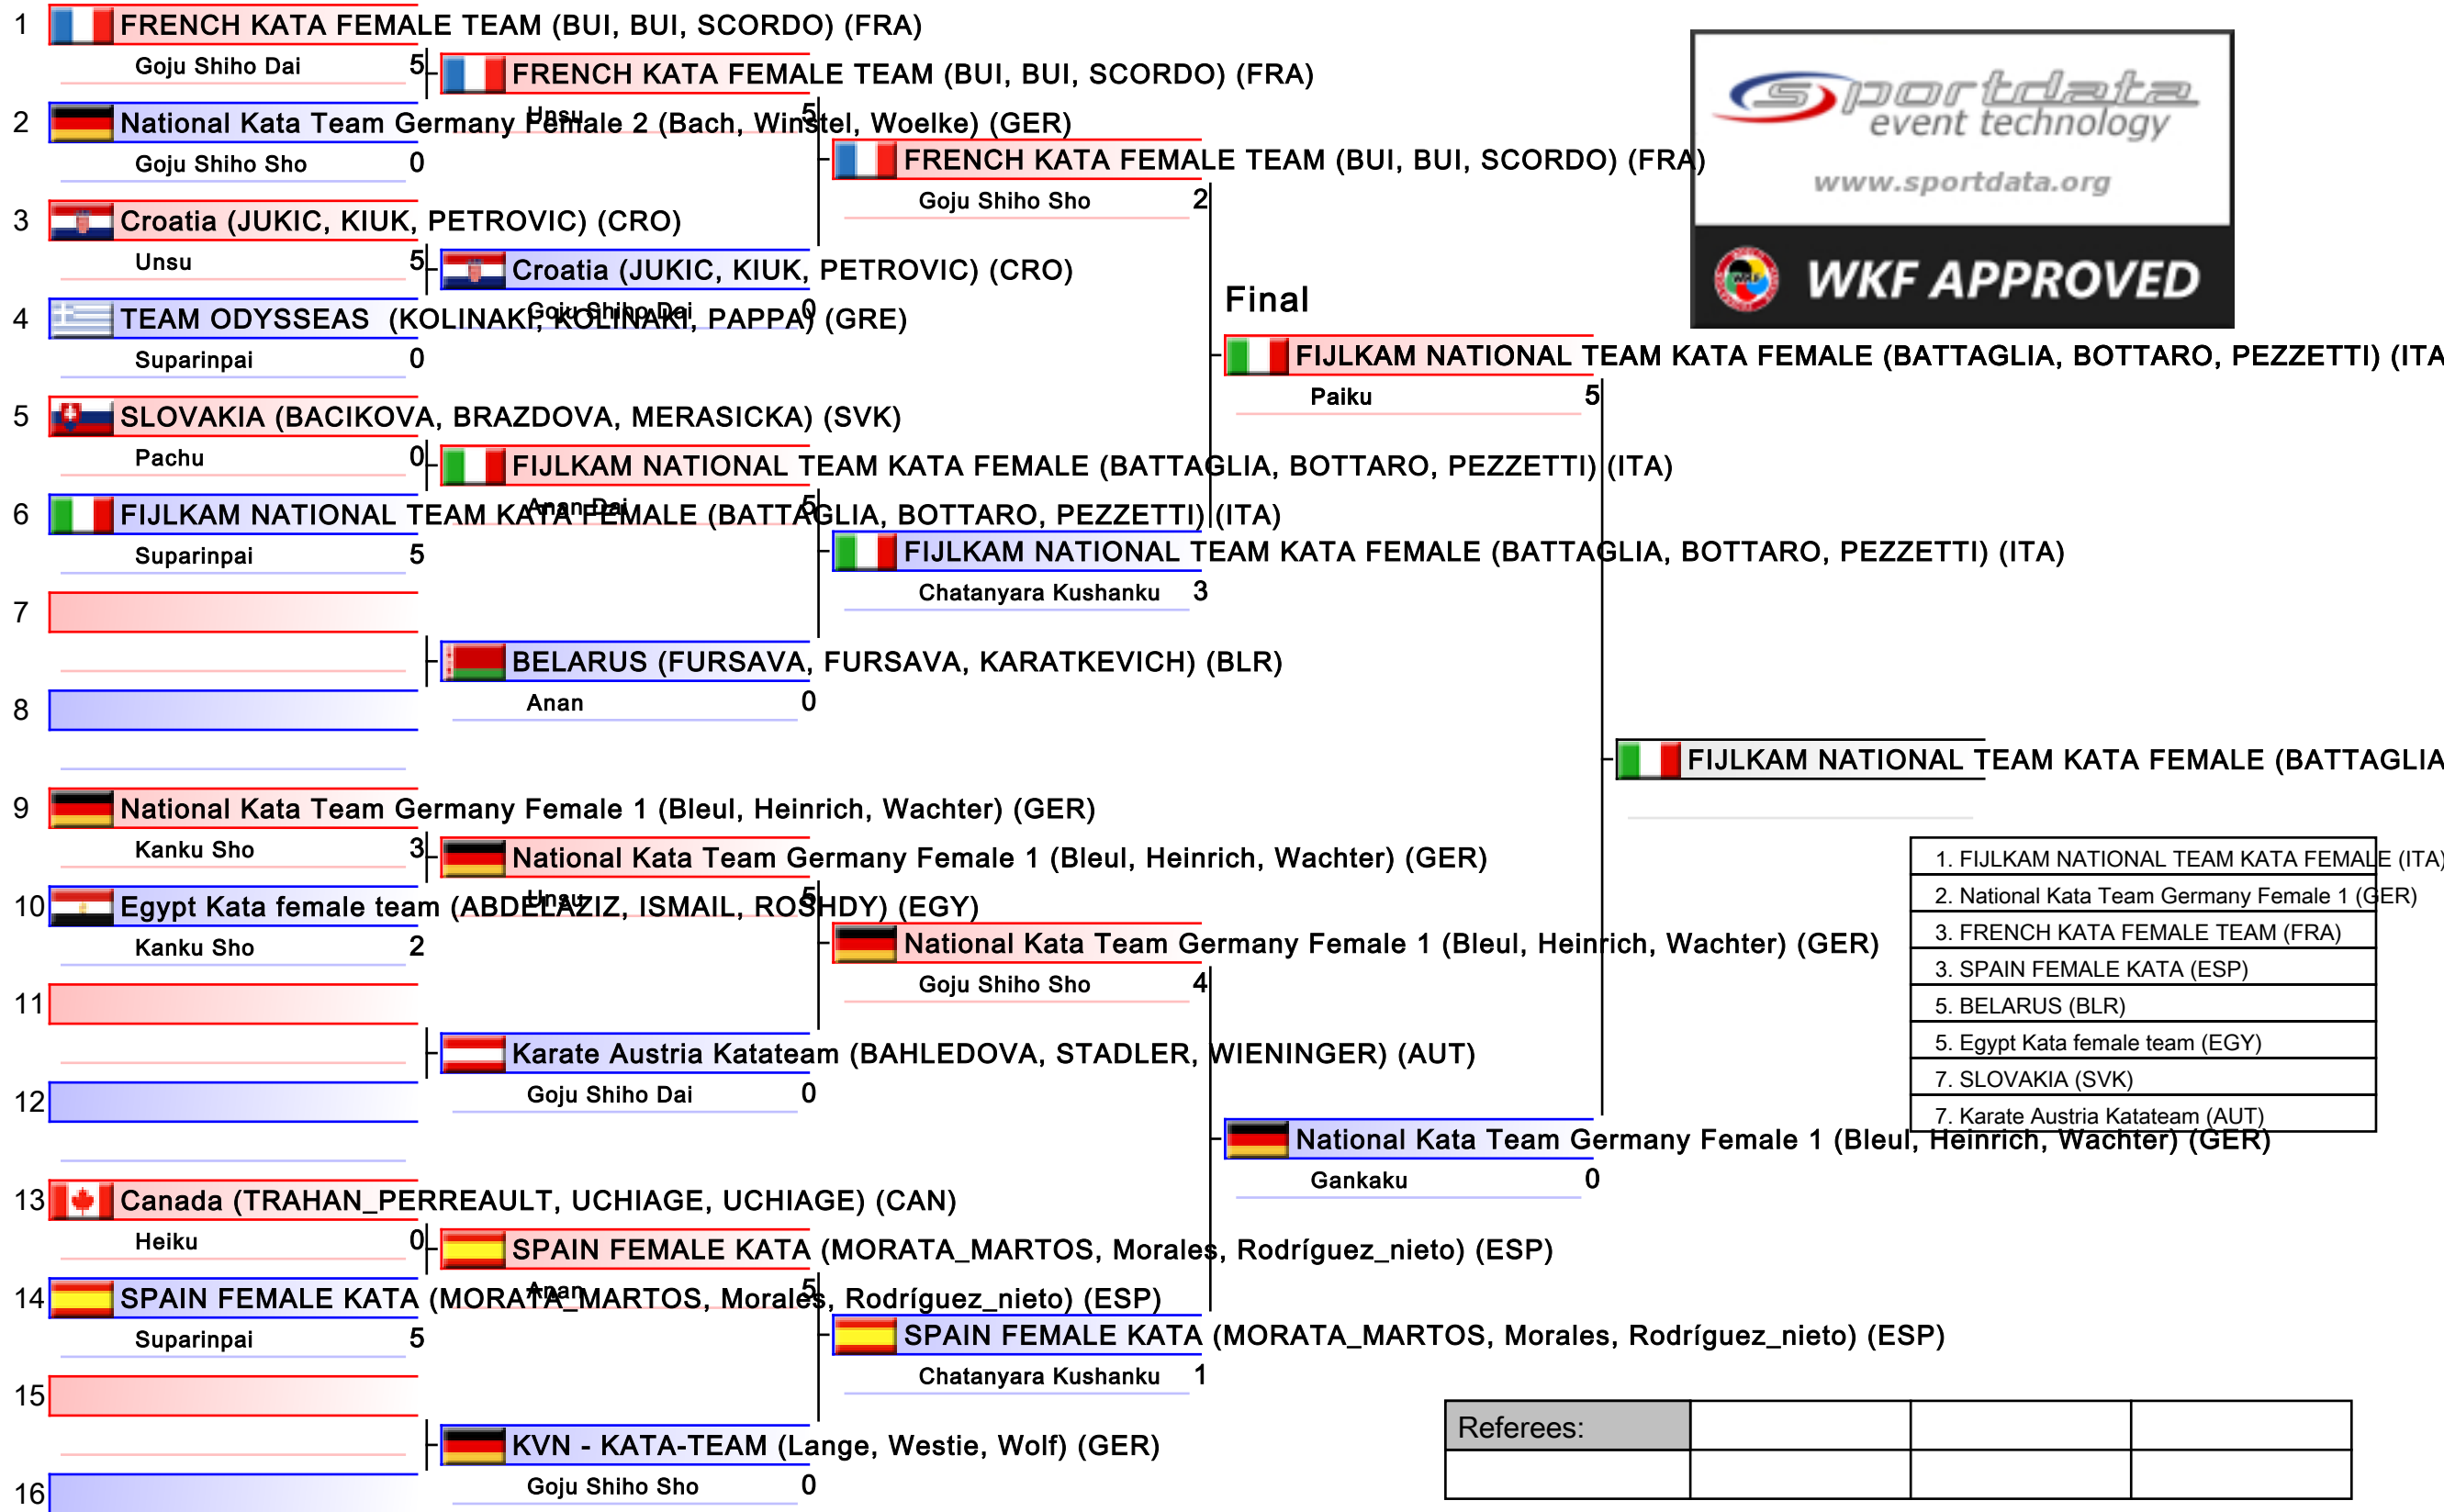 1 FRENCH KATA FEMALE TEAM (BUI, BUI, SCORDO) (FRA)
Goju Shiho Dai 5
2 National Kata Team Germany Female 2 (Bach, Winstel, Woelke) (GER)
Goju Shiho Sho 0
3 Croatia (JUKIC, KIUK, PETROVIC) (CRO)
Unsu 5
4 TEAM ODYSSEAS (KOLINAKI, KOLINAKI, PAPPA) (GRE)
Suparinpai 0
5 SLOVAKIA (BACIKOVA, BRAZDOVA, MERASICKA) (SVK)
Pachu 0
6 FIJLKAM NATIONAL TEAM KATA FEMALE (BATTAGLIA, BOTTARO, PEZZETTI) (ITA)
Suparinpai 5
7
8
9 National Kata Team Germany Female 1 (Bleul, Heinrich, Wachter) (GER)
Kanku Sho 3
10 Egypt Kata female team (ABDELAZIZ, ISMAIL, ROSHDY) (EGY)
Kanku Sho 2
11
12
13 Canada (TRAHAN_PERREAULT, UCHIAGE, UCHIAGE) (CAN)
Heiku 0
14 SPAIN FEMALE KATA (MORATA_MARTOS, Morales, Rodríguez_nieto) (ESP)
Suparinpai 5
15
16
FRENCH KATA FEMALE TEAM (BUI, BUI, SCORDO) (FRA)
Unsu 5
Croatia (JUKIC, KIUK, PETROVIC) (CRO)
Goju Shiho Dai 0
FIJLKAM NATIONAL TEAM KATA FEMALE (BATTAGLIA, BOTTARO, PEZZETTI) (ITA)
Anan Dai 5
BELARUS (FURSAVA, FURSAVA, KARATKEVICH) (BLR)
Anan 0
National Kata Team Germany Female 1 (Bleul, Heinrich, Wachter) (GER)
Unsu 5
Karate Austria Katateam (BAHLEDOVA, STADLER, WIENINGER) (AUT)
Goju Shiho Dai 0
SPAIN FEMALE KATA (MORATA_MARTOS, Morales, Rodríguez_nieto) (ESP)
Anan 5
KVN - KATA-TEAM (Lange, Westie, Wolf) (GER)
Goju Shiho Sho 0
FRENCH KATA FEMALE TEAM (BUI, BUI, SCORDO) (FRA)
Goju Shiho Sho 2
FIJLKAM NATIONAL TEAM KATA FEMALE (BATTAGLIA, BOTTARO, PEZZETTI) (ITA)
Chatanyara Kushanku 3
National Kata Team Germany Female 1 (Bleul, Heinrich, Wachter) (GER)
Goju Shiho Sho 4
SPAIN FEMALE KATA (MORATA_MARTOS, Morales, Rodríguez_nieto) (ESP)
Chatanyara Kushanku 1
Final
FIJLKAM NATIONAL TEAM KATA FEMALE (BATTAGLIA, BOTTARO, PEZZETTI) (ITA
Paiku 5
National Kata Team Germany Female 1 (Bleul, Heinrich, Wachter) (GER)
Gankaku 0
FIJLKAM NATIONAL TEAM KATA FEMALE (BATTAGLIA
sportdata
event technology
www.sportdata.org
WKF APPROVED
1. FIJLKAM NATIONAL TEAM KATA FEMALE (ITA)
2. National Kata Team Germany Female 1 (GER)
3. FRENCH KATA FEMALE TEAM (FRA)
3. SPAIN FEMALE KATA (ESP)
5. BELARUS (BLR)
5. Egypt Kata female team (EGY)
7. SLOVAKIA (SVK)
7. Karate Austria Katateam (AUT)
Referees: